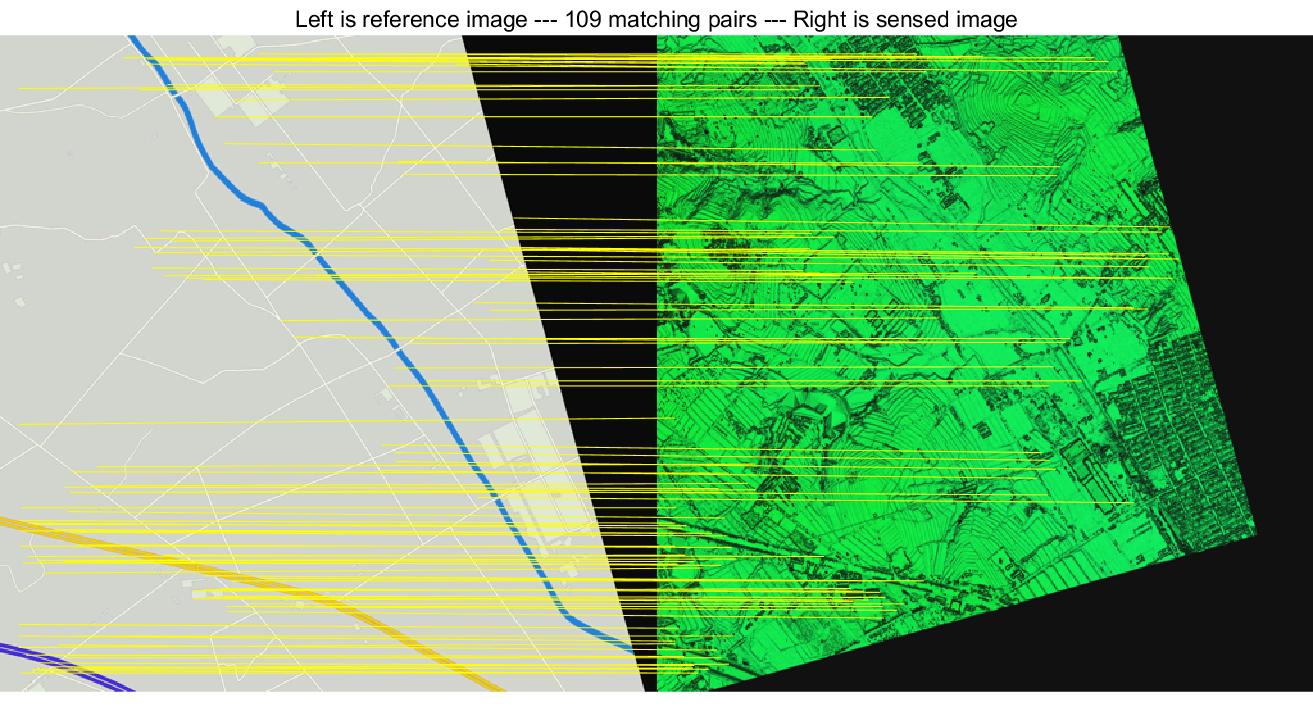 Left is reference image --- 109 matching pairs --- Right is sensed image